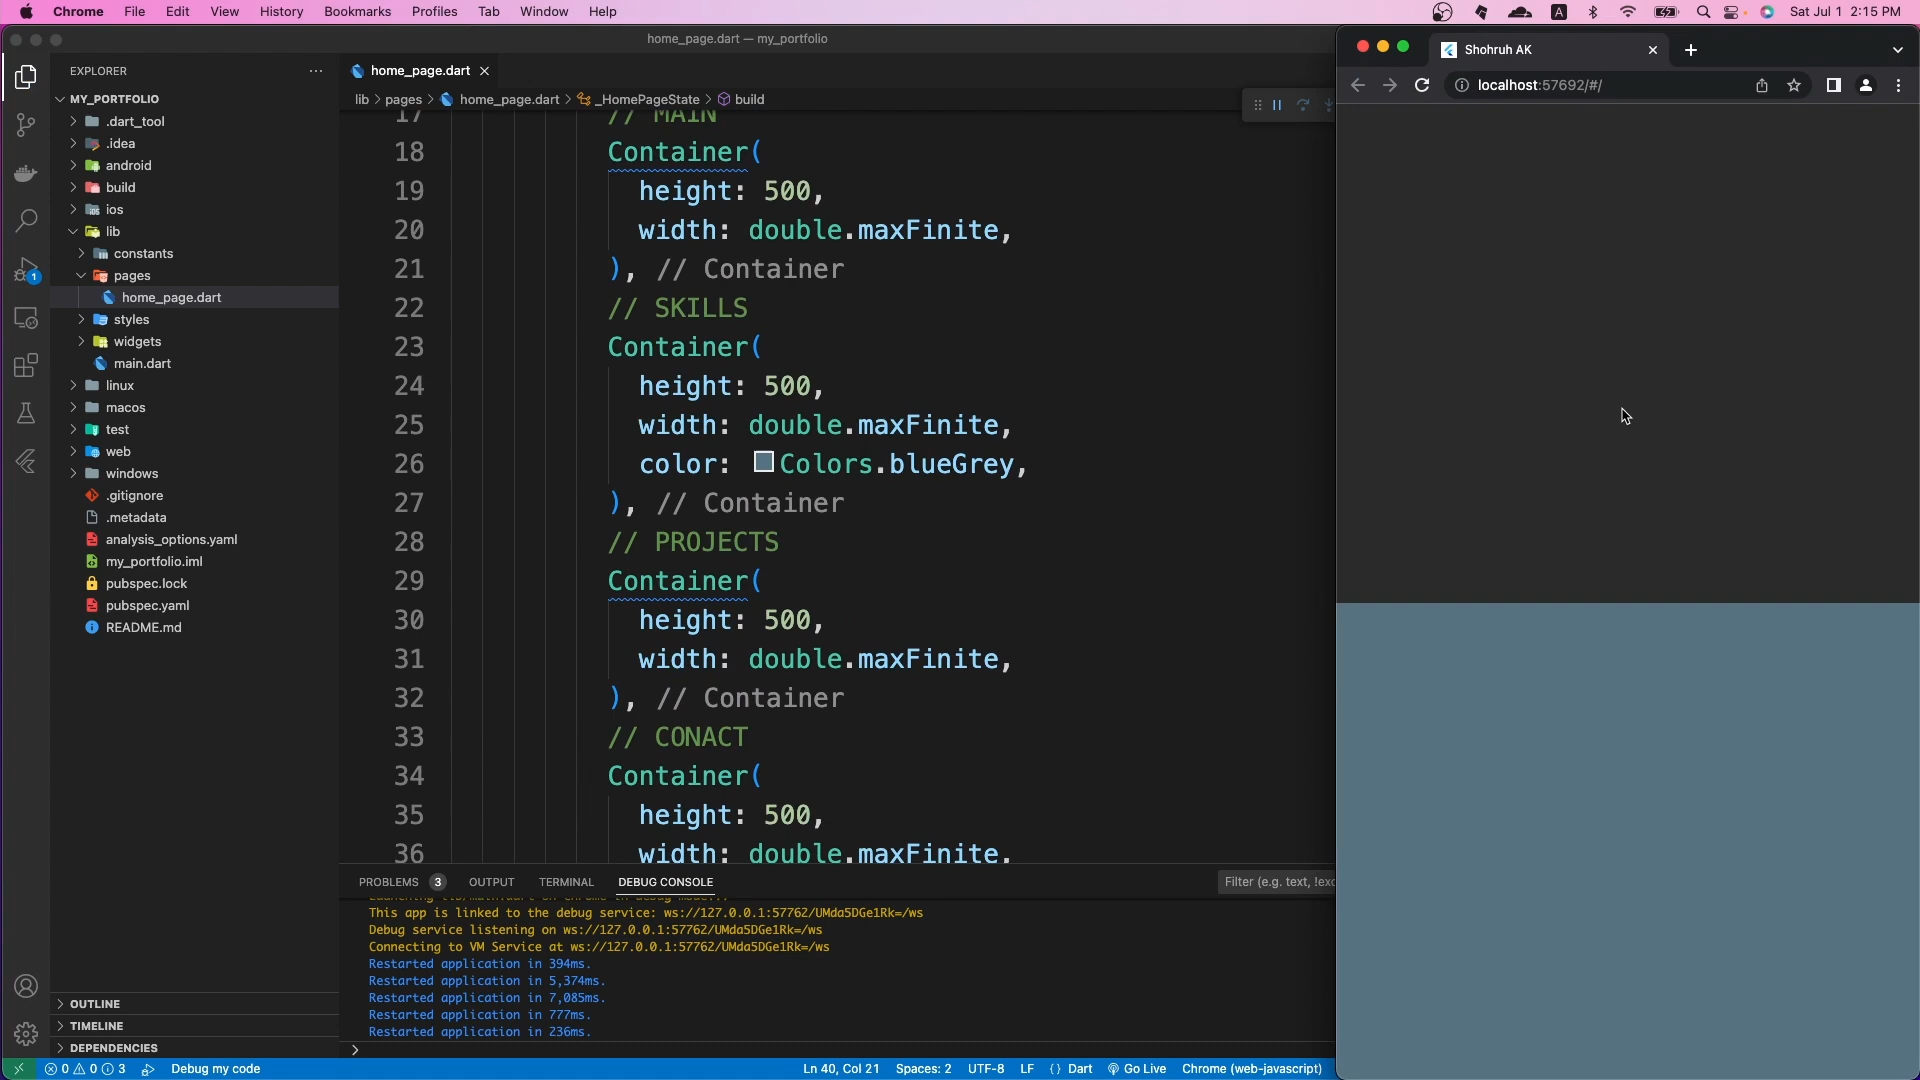 Chrome File Edit View History Bookmarks Profiles Tab Window Help
A
Sat Jul 1 2:15 PM
home_page.dart — my_portfolio
EXPLORER
MY_PORTFOLIO
.dart_tool
.idea
android
build
ios
lib
constants
pages
home_page.dart
styles
widgets
main.dart
linux
macos
test
web
windows
.gitignore
.metadata
analysis_options.yaml
my_portfolio.iml
pubspec.lock
pubspec.yaml
README.md
OUTLINE
TIMELINE
DEPENDENCIES
1
home_page.dart
lib > pages > home_page.dart > _HomePageState > build
17 // MAIN
18 Container(
19 height: 500,
20 width: double.maxFinite,
21 ), // Container
22 // SKILLS
23 Container(
24 height: 500,
25 width: double.maxFinite,
26 color: Colors.blueGrey,
27 ), // Container
28 // PROJECTS
29 Container(
30 height: 500,
31 width: double.maxFinite,
32 ), // Container
33 // CONACT
34 Container(
35 height: 500,
36 width: double.maxFinite,
PROBLEMS 3 OUTPUT TERMINAL DEBUG CONSOLE
Filter (e.g. text, !exc
This app is linked to the debug service: ws://127.0.0.1:57762/UMda5DGe1Rk=/ws
Debug service listening on ws://127.0.0.1:57762/UMda5DGe1Rk=/ws
Connecting to VM Service at ws://127.0.0.1:57762/UMda5DGe1Rk=/ws
Restarted application in 394ms.
Restarted application in 5,374ms.
Restarted application in 7,085ms.
Restarted application in 777ms.
Restarted application in 236ms.
>
0 0 3 Debug my code
Ln 40, Col 21 Spaces: 2 UTF-8 LF {} Dart Go Live Chrome (web-javascript)
Shohruh AK
localhost:57692/#/